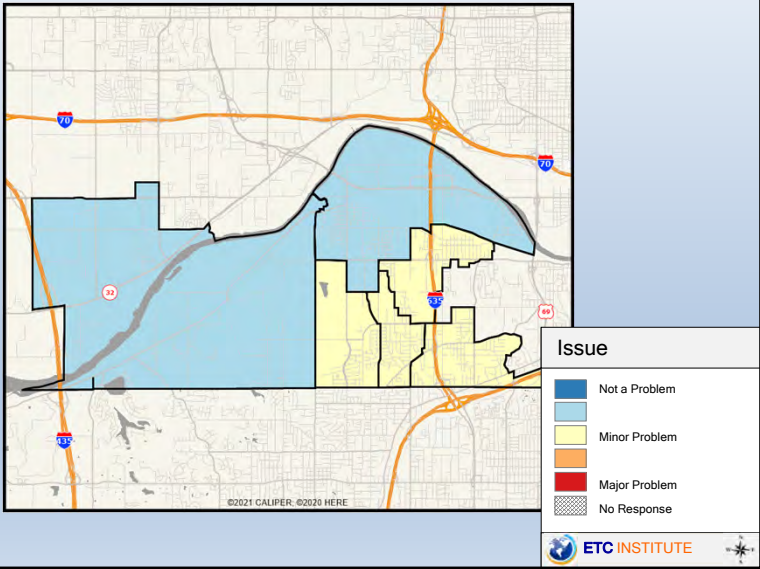 70
70
32
635
69
435
©2021 CALIPER; ©2020 HERE
Issue
Not a Problem
Minor Problem
Major Problem
No Response
ETC INSTITUTE